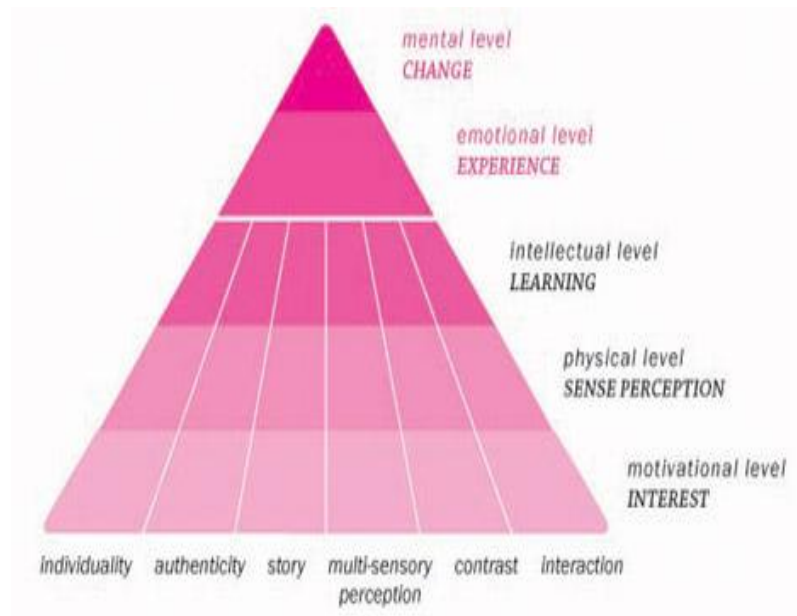 mental level
CHANGE
emotional level
EXPERIENCE
intellectual level
LEARNING
physical level
SENSE PERCEPTION
motivational level
INTEREST
individuality authenticity story multi-sensory contrast interaction
perception